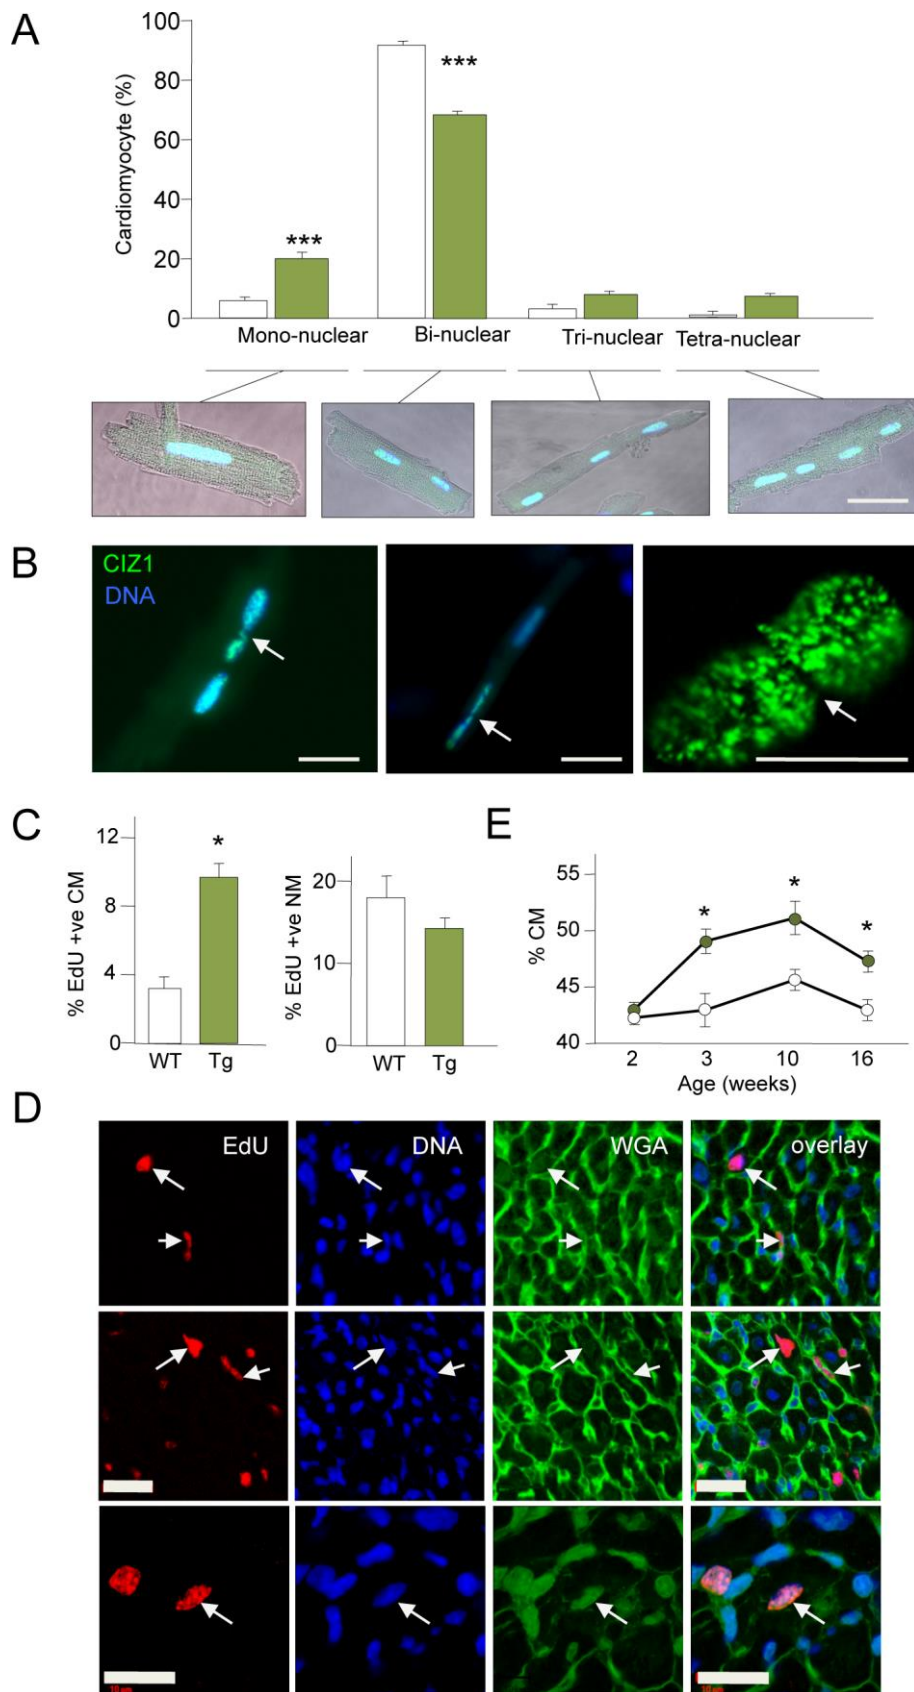 A
100
80
60
40
20
0
Cardiomyocyte (%)
***
***
Mono-nuclear Bi-nuclear Tri-nuclear Tetra-nuclear
B
CIZ1
DNA
C
12
8
4
0
% EdU +ve CM
*
WT Tg
20
10
0
% EdU +ve NM
WT Tg
E
55
50
45
40
% CM
* * *
2 3 10 16
Age (weeks)
D
EdU DNA WGA overlay